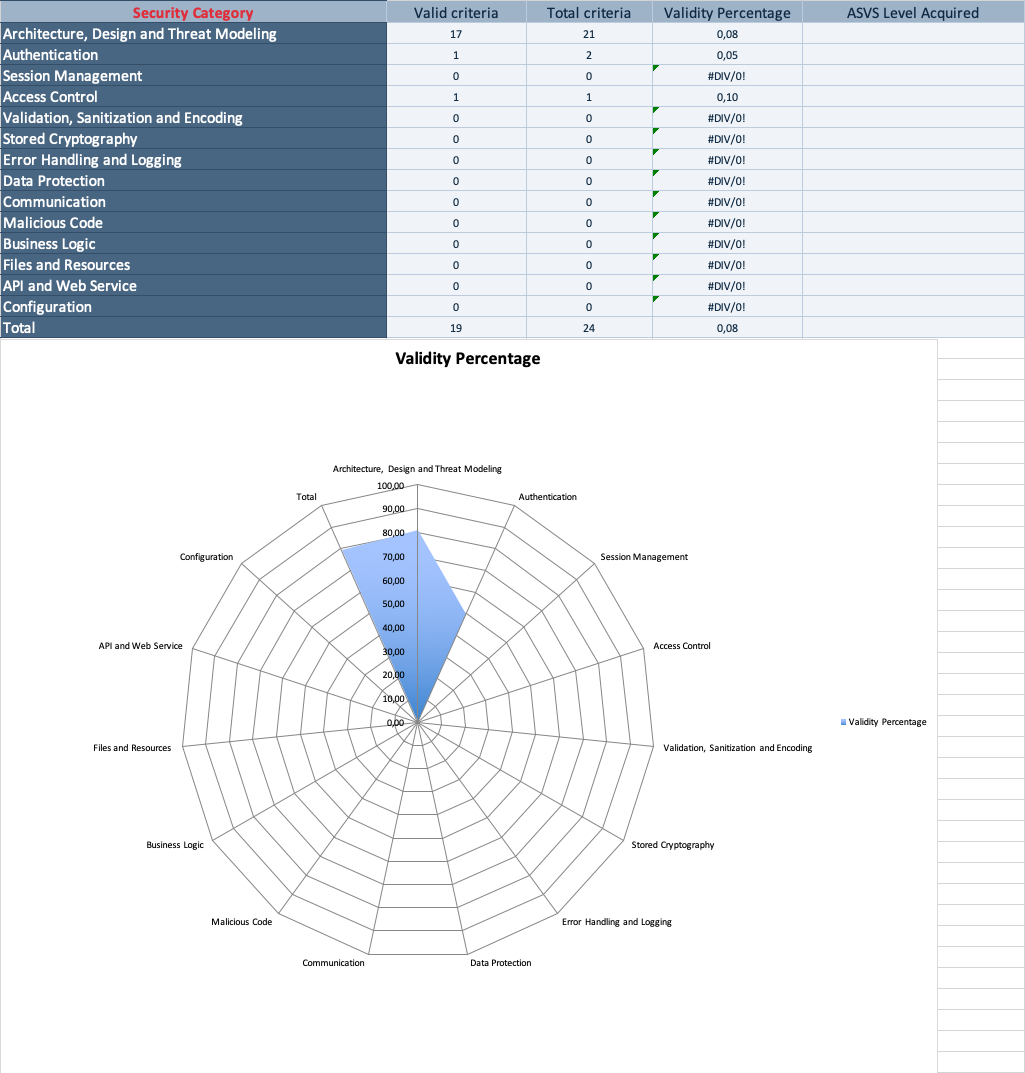 Security Category Valid criteria Total criteria Validity Percentage ASVS Level Acquired
Architecture, Design and Threat Modeling 17 21 0,08
Authentication 1 2 0,05
Session Management 0 0 #DIV/0!
Access Control 1 1 0,10
Validation, Sanitization and Encoding 0 0 #DIV/0!
Stored Cryptography 0 0 #DIV/0!
Error Handling and Logging 0 0 #DIV/0!
Data Protection 0 0 #DIV/0!
Communication 0 0 #DIV/0!
Malicious Code 0 0 #DIV/0!
Business Logic 0 0 #DIV/0!
Files and Resources 0 0 #DIV/0!
API and Web Service 0 0 #DIV/0!
Configuration 0 0 #DIV/0!
Total 19 24 0,08
Validity Percentage
Architecture, Design and Threat Modeling
100,00
Total
Authentication
90,00
80,00
Configuration
70,00
Session Management
60,00
50,00
40,00
API and Web Service
30,00
Access Control
20,00
10,00
0,00
Validity Percentage
Files and Resources
Validation, Sanitization and Encoding
Business Logic
Stored Cryptography
Malicious Code
Error Handling and Logging
Communication
Data Protection